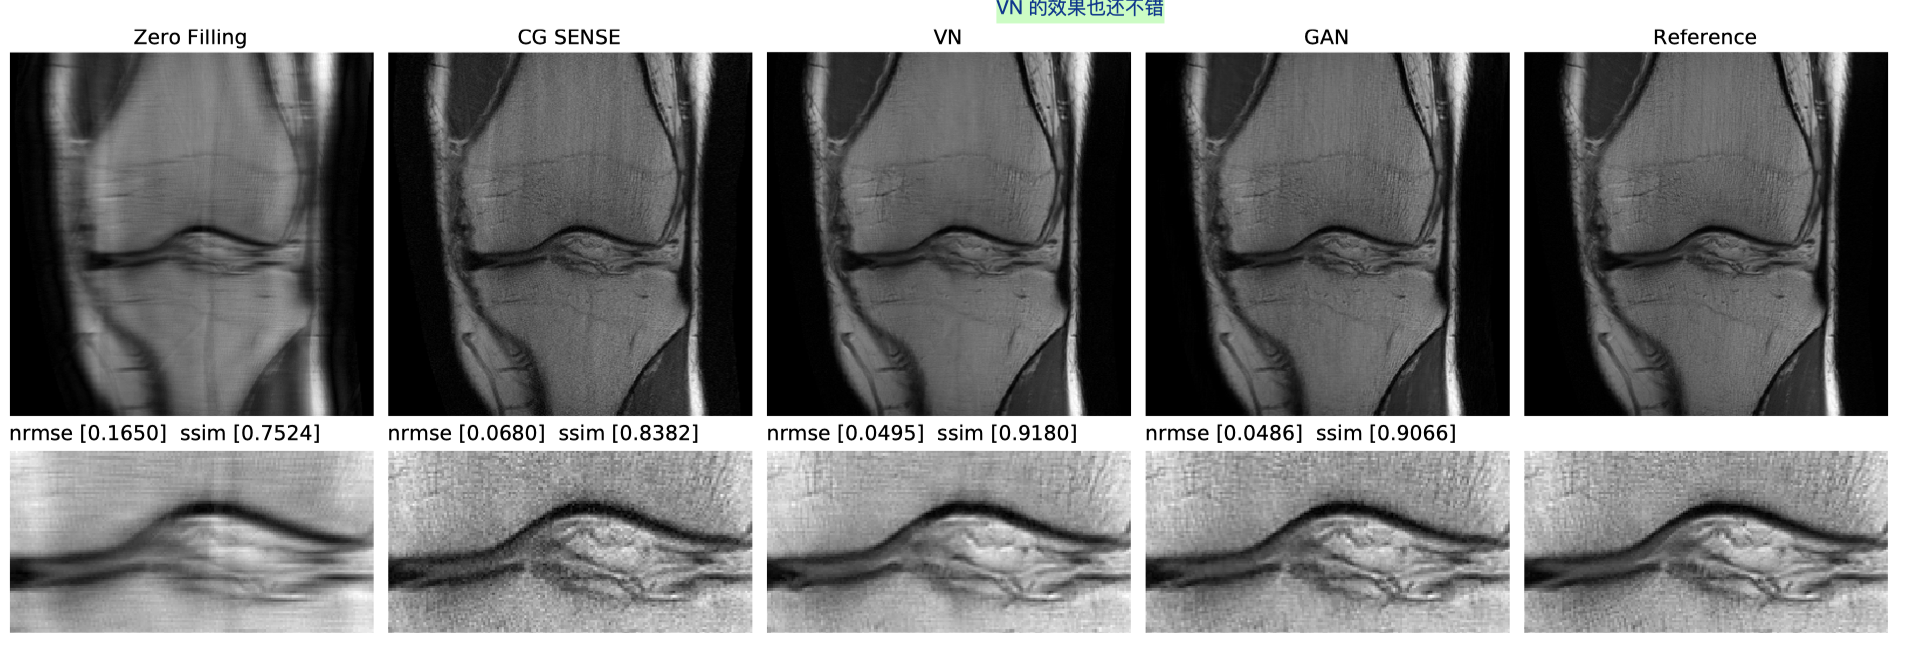 VN 的效果也还不错
Zero Filling
CG SENSE
VN
GAN
Reference
nrmse [0.1650]  ssim [0.7524]
nrmse [0.0680]  ssim [0.8382]
nrmse [0.0495]  ssim [0.9180]
nrmse [0.0486]  ssim [0.9066]